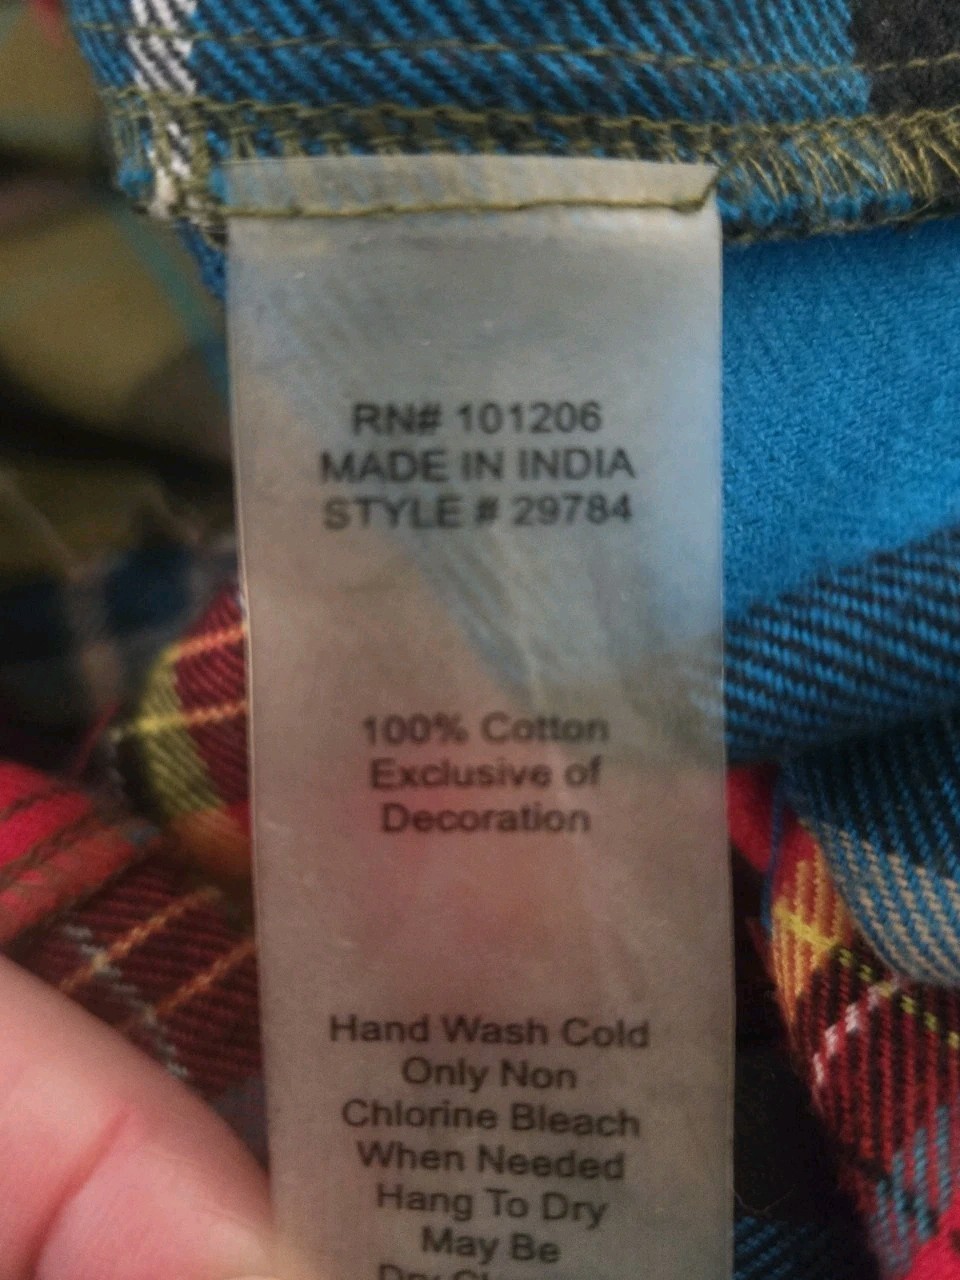 RN# 101206
MADE IN INDIA
STYLE # 29784
100% Cotton
Exclusive of
Decoration
Hand Wash Cold
Only Non
Chlorine Bleach
When Needed
Hang To Dry
May Be
Dry